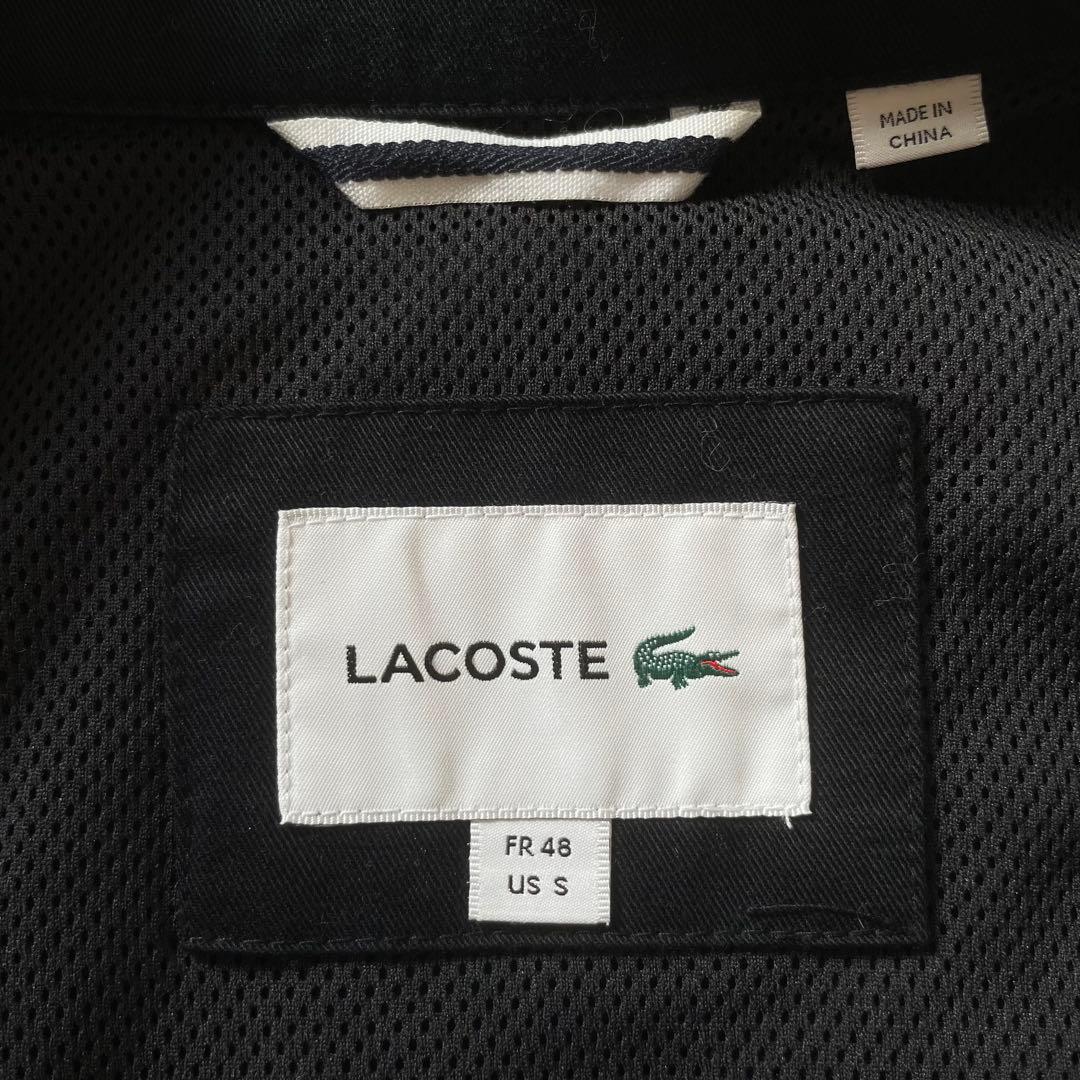 MADE IN
CHINA
LACOSTE
FR 48
US S